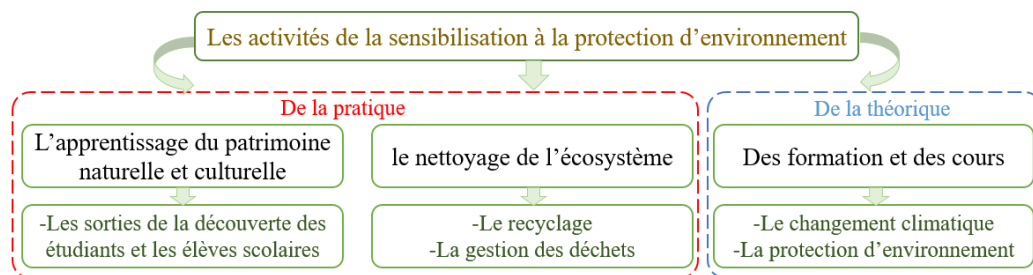 Les activités de la sensibilisation à la protection d’environnement
De la pratique
L’apprentissage du patrimoine
naturelle et culturelle
-Les sorties de la découverte des
étudiants et les élèves scolaires
le nettoyage de l’écosystème
-Le recyclage
-La gestion des déchets
De la théorique
Des formation et des cours
-Le changement climatique
-La protection d’environnement